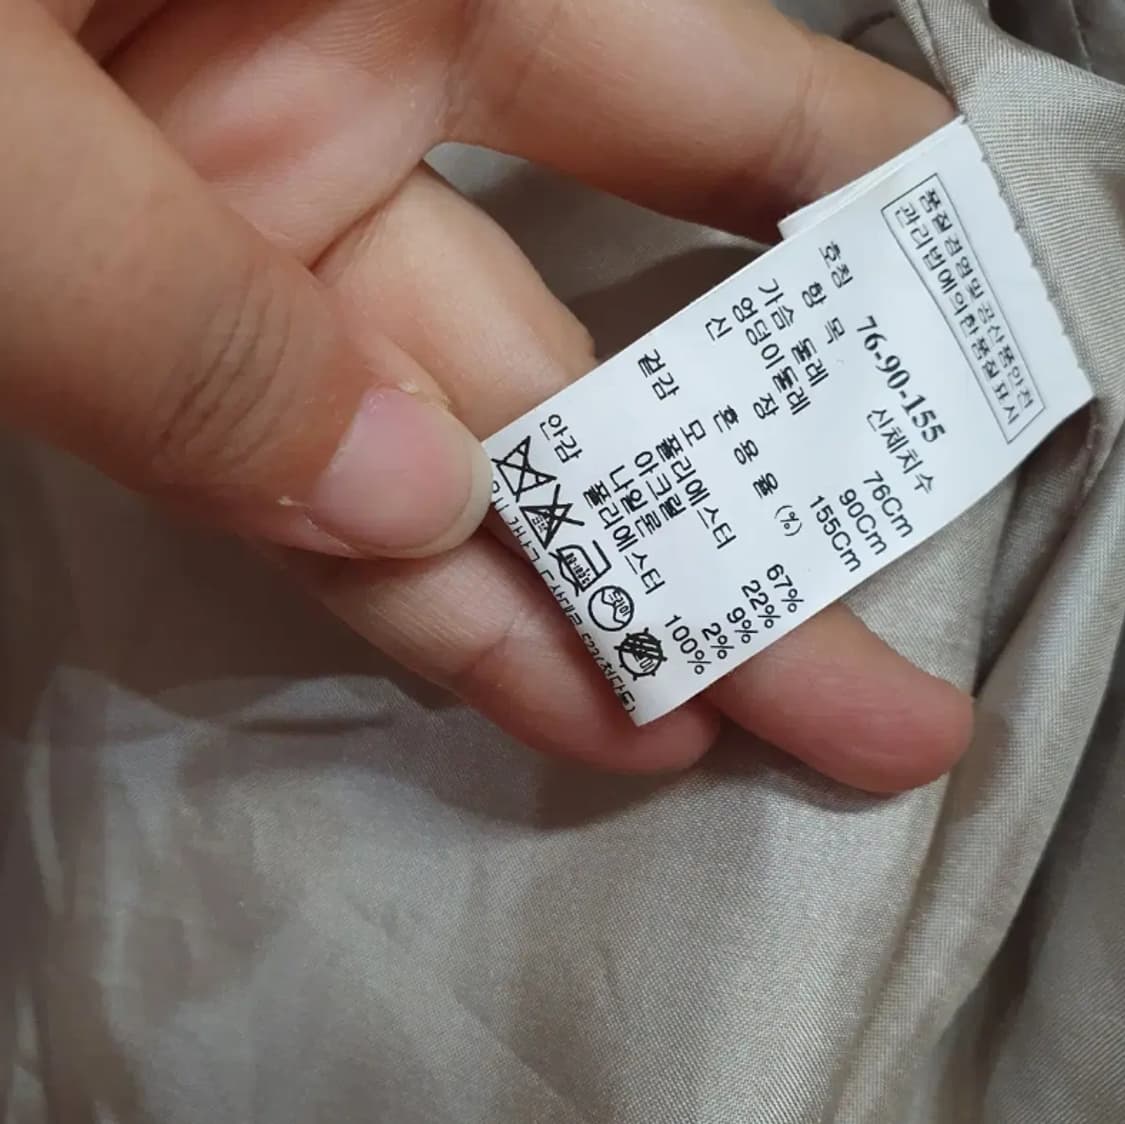 품질경영및 공산품안전
관리법에 의한 품질표시
호칭 76-90-155
항 목 신체치수
가슴 둘레 76Cm
엉덩이둘레 90Cm
신 장 155Cm
혼 용 율 (%)
겉감 모 67%
폴리에스터 22%
아크릴 9%
나일론 2%
안감 폴리에스터 100%
드라이